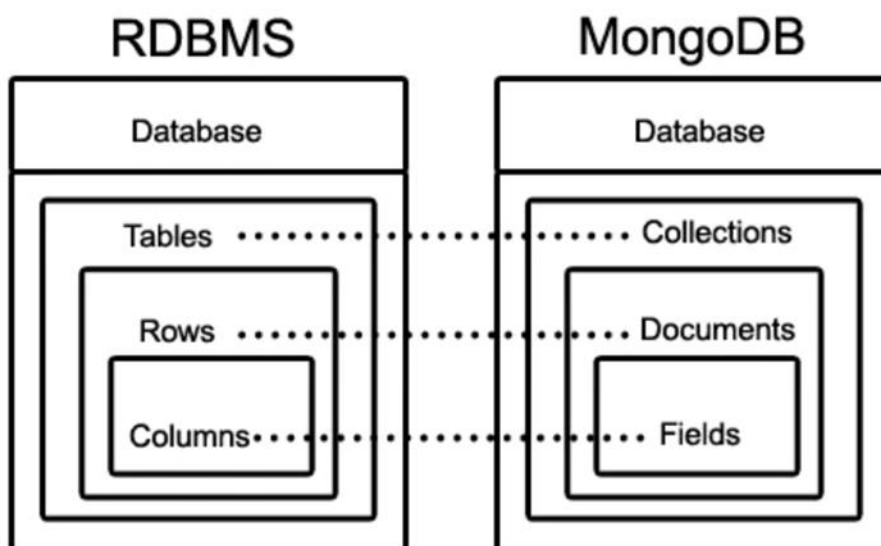 RDBMS
MongoDB
Database
Database
Tables
Collections
Rows
Documents
Columns
Fields